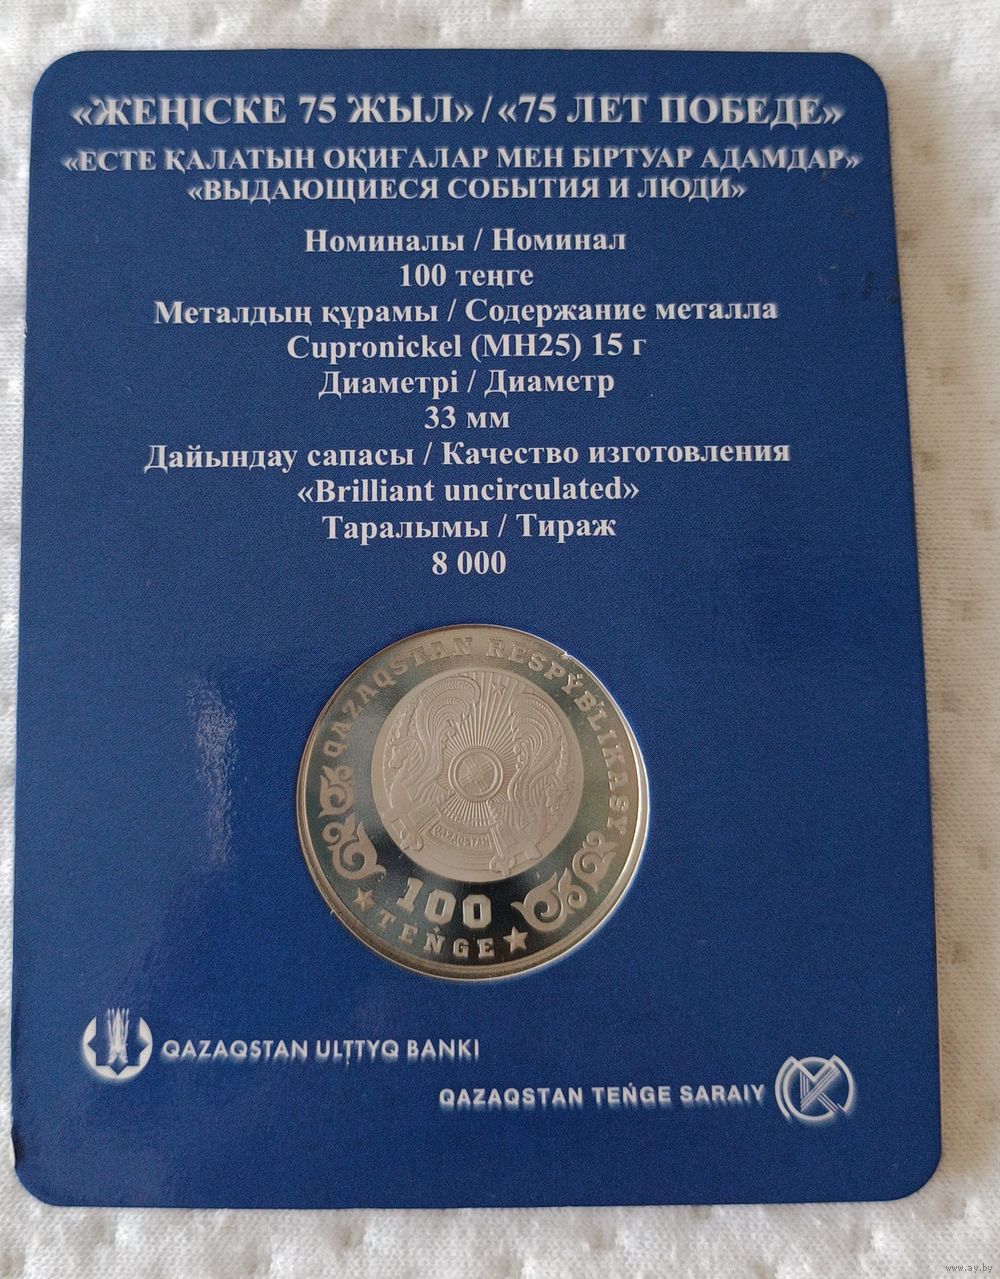 «ЖЕҢІСКЕ 75 ЖЫЛ» / «75 ЛЕТ ПОБЕДЕ»
«ЕСТЕ ҚАЛАТЫН ОҚИҒАЛАР МЕН БІРТУАР АДАМДАР»
«ВЫДАЮЩИЕСЯ СОБЫТИЯ И ЛЮДИ»
Номиналы / Номинал
100 теңге
Металдың құрамы / Содержание металла
Cupronickel (МН25) 15 г
Диаметрі / Диаметр
33 мм
Дайындау сапасы / Качество изготовления
«Brilliant uncirculated»
Таралымы / Тираж
8 000
QAZAQSTAN RESPÝBLIKASY
QAZAQSTAN
100
TEŃGE
QAZAQSTAN ULTTYQ BANKI
QAZAQSTAN TEŃGE SARAIY
www.ay.by